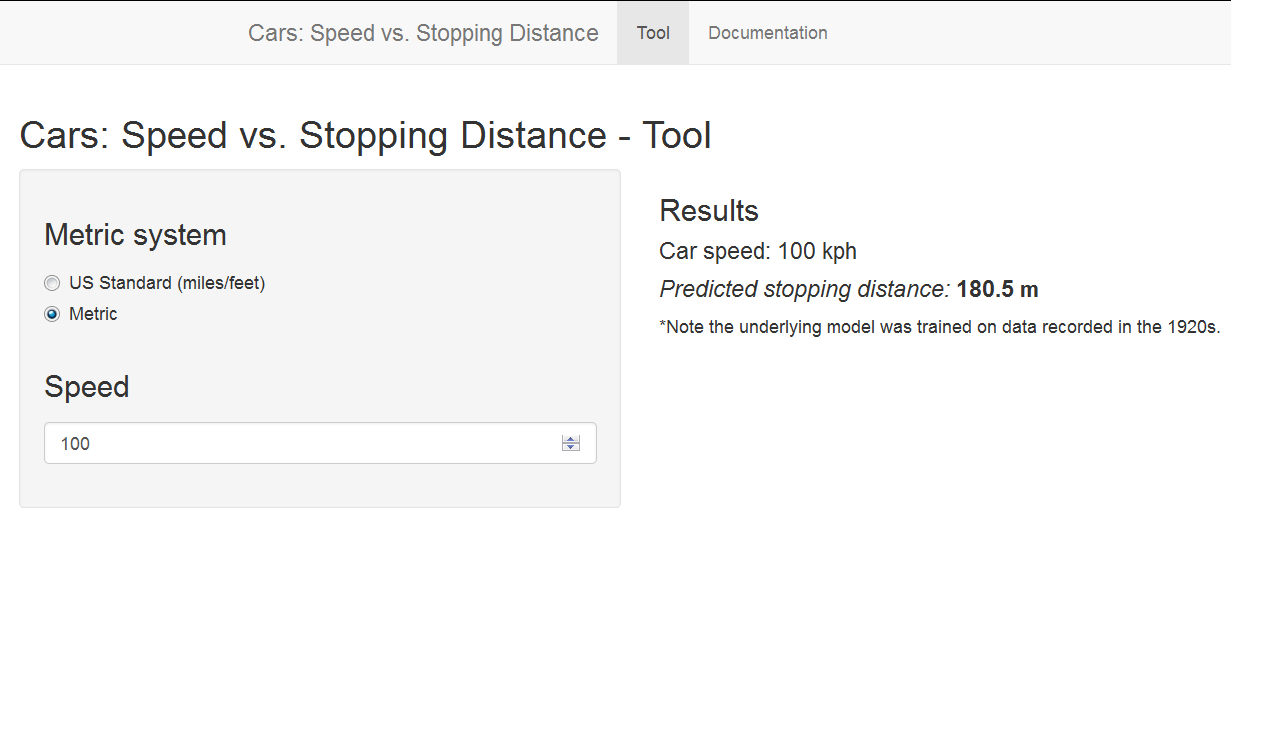 Cars: Speed vs. Stopping Distance Tool Documentation
Cars: Speed vs. Stopping Distance - Tool
Metric system
US Standard (miles/feet)
Metric
Speed
100
Results
Car speed: 100 kph
Predicted stopping distance: 180.5 m
*Note the underlying model was trained on data recorded in the 1920s.